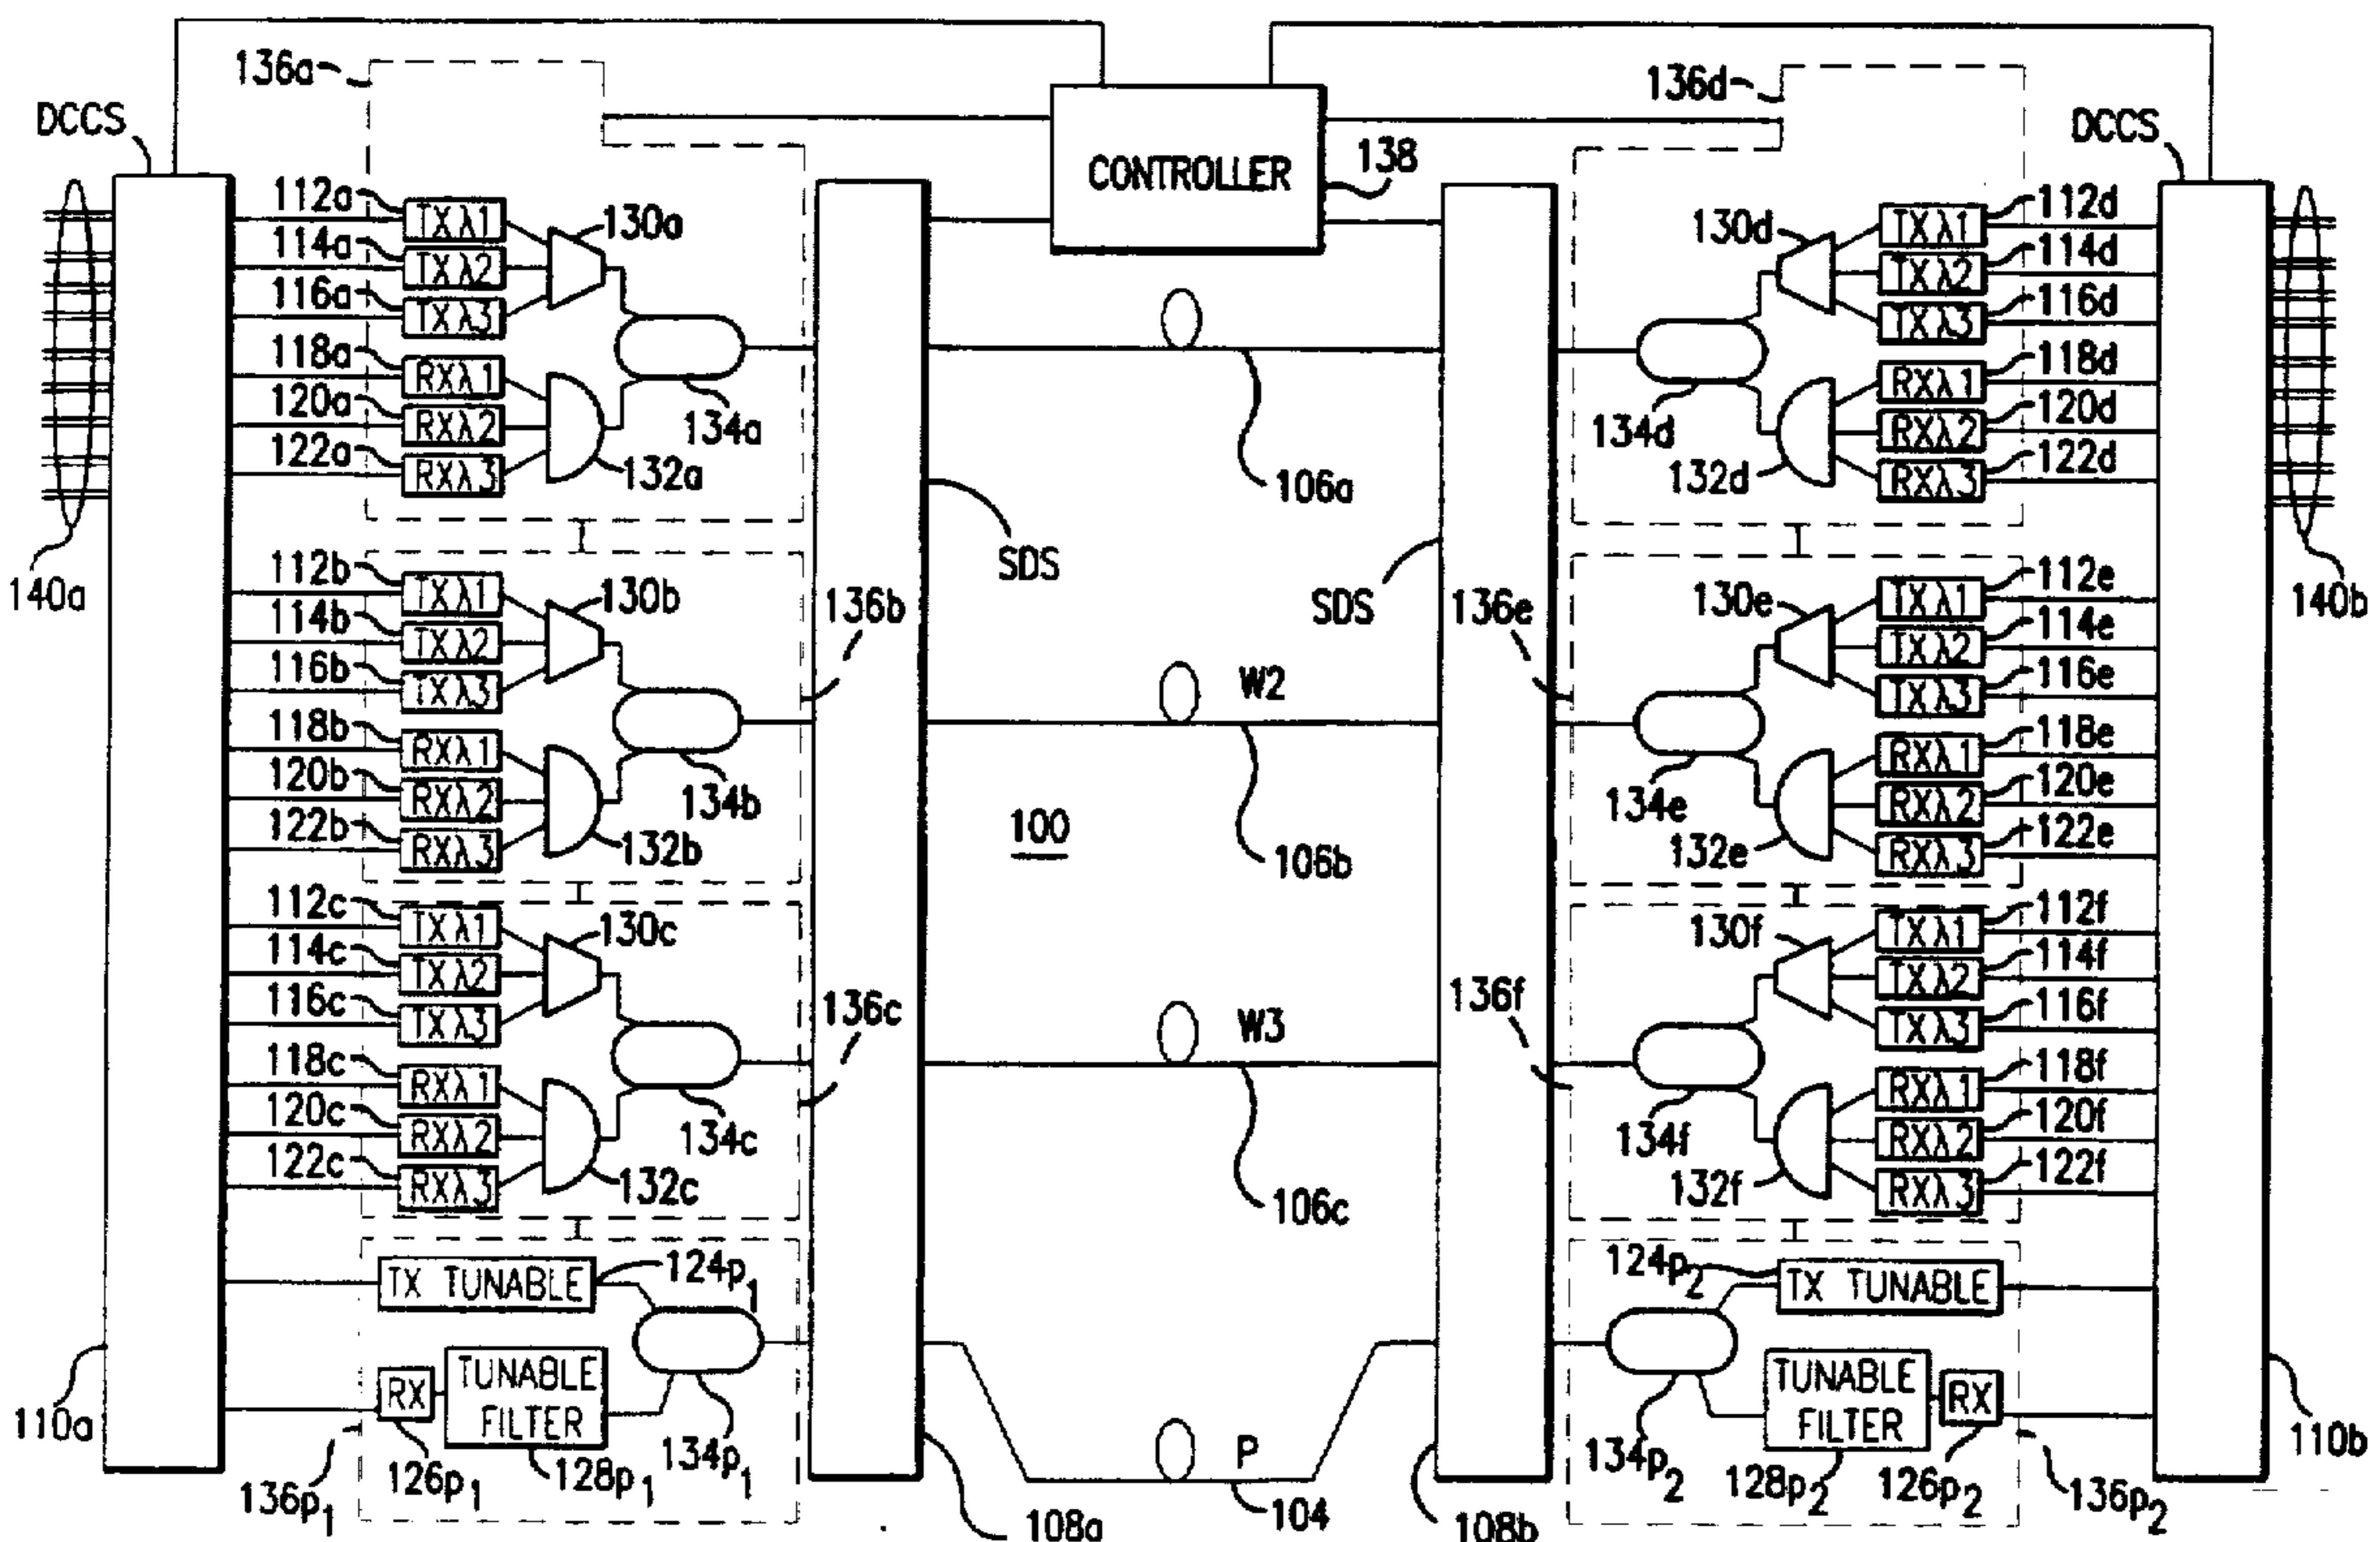 136a
136d
DCCS
DCCS
CONTROLLER
138
112a TXλ1
114a TXλ2
116a TXλ3
118a RXλ1
120a RXλ2
122a RXλ3
130a
132a
134a
106a
130d
132d
134d
TXλ1 112d
TXλ2 114d
TXλ3 116d
RXλ1 118d
RXλ2 120d
RXλ3 122d
140a
140b
SDS
SDS
112b TXλ1
114b TXλ2
116b TXλ3
118b RXλ1
120b RXλ2
122b RXλ3
130b
132b
134b
136b
W2
100
106b
136e
130e
132e
134e
TXλ1 112e
TXλ2 114e
TXλ3 116e
RXλ1 118e
RXλ2 120e
RXλ3 122e
112c TXλ1
114c TXλ2
116c TXλ3
118c RXλ1
120c RXλ2
122c RXλ3
130c
132c
134c
136c
W3
106c
136f
130f
132f
134f
TXλ1 112f
TXλ2 114f
TXλ3 116f
RXλ1 118f
RXλ2 120f
RXλ3 122f
TX TUNABLE
124p1
RX
TUNABLE
FILTER
110a
136p1
126p1
128p1
134p1
108a
P
104
108b
124p2
TX TUNABLE
TUNABLE
FILTER
RX
134p2
128p2
126p2
136p2
110b